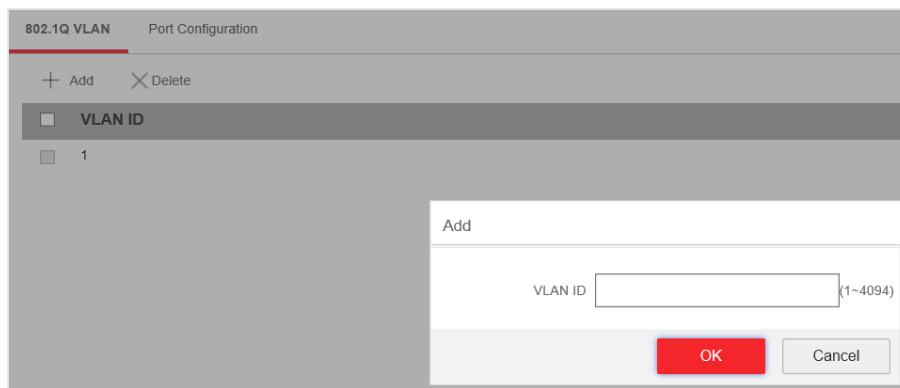 802.1Q VLAN Port Configuration
Add Delete
VLAN ID
1
Add
VLAN ID (1~4094)
OK Cancel